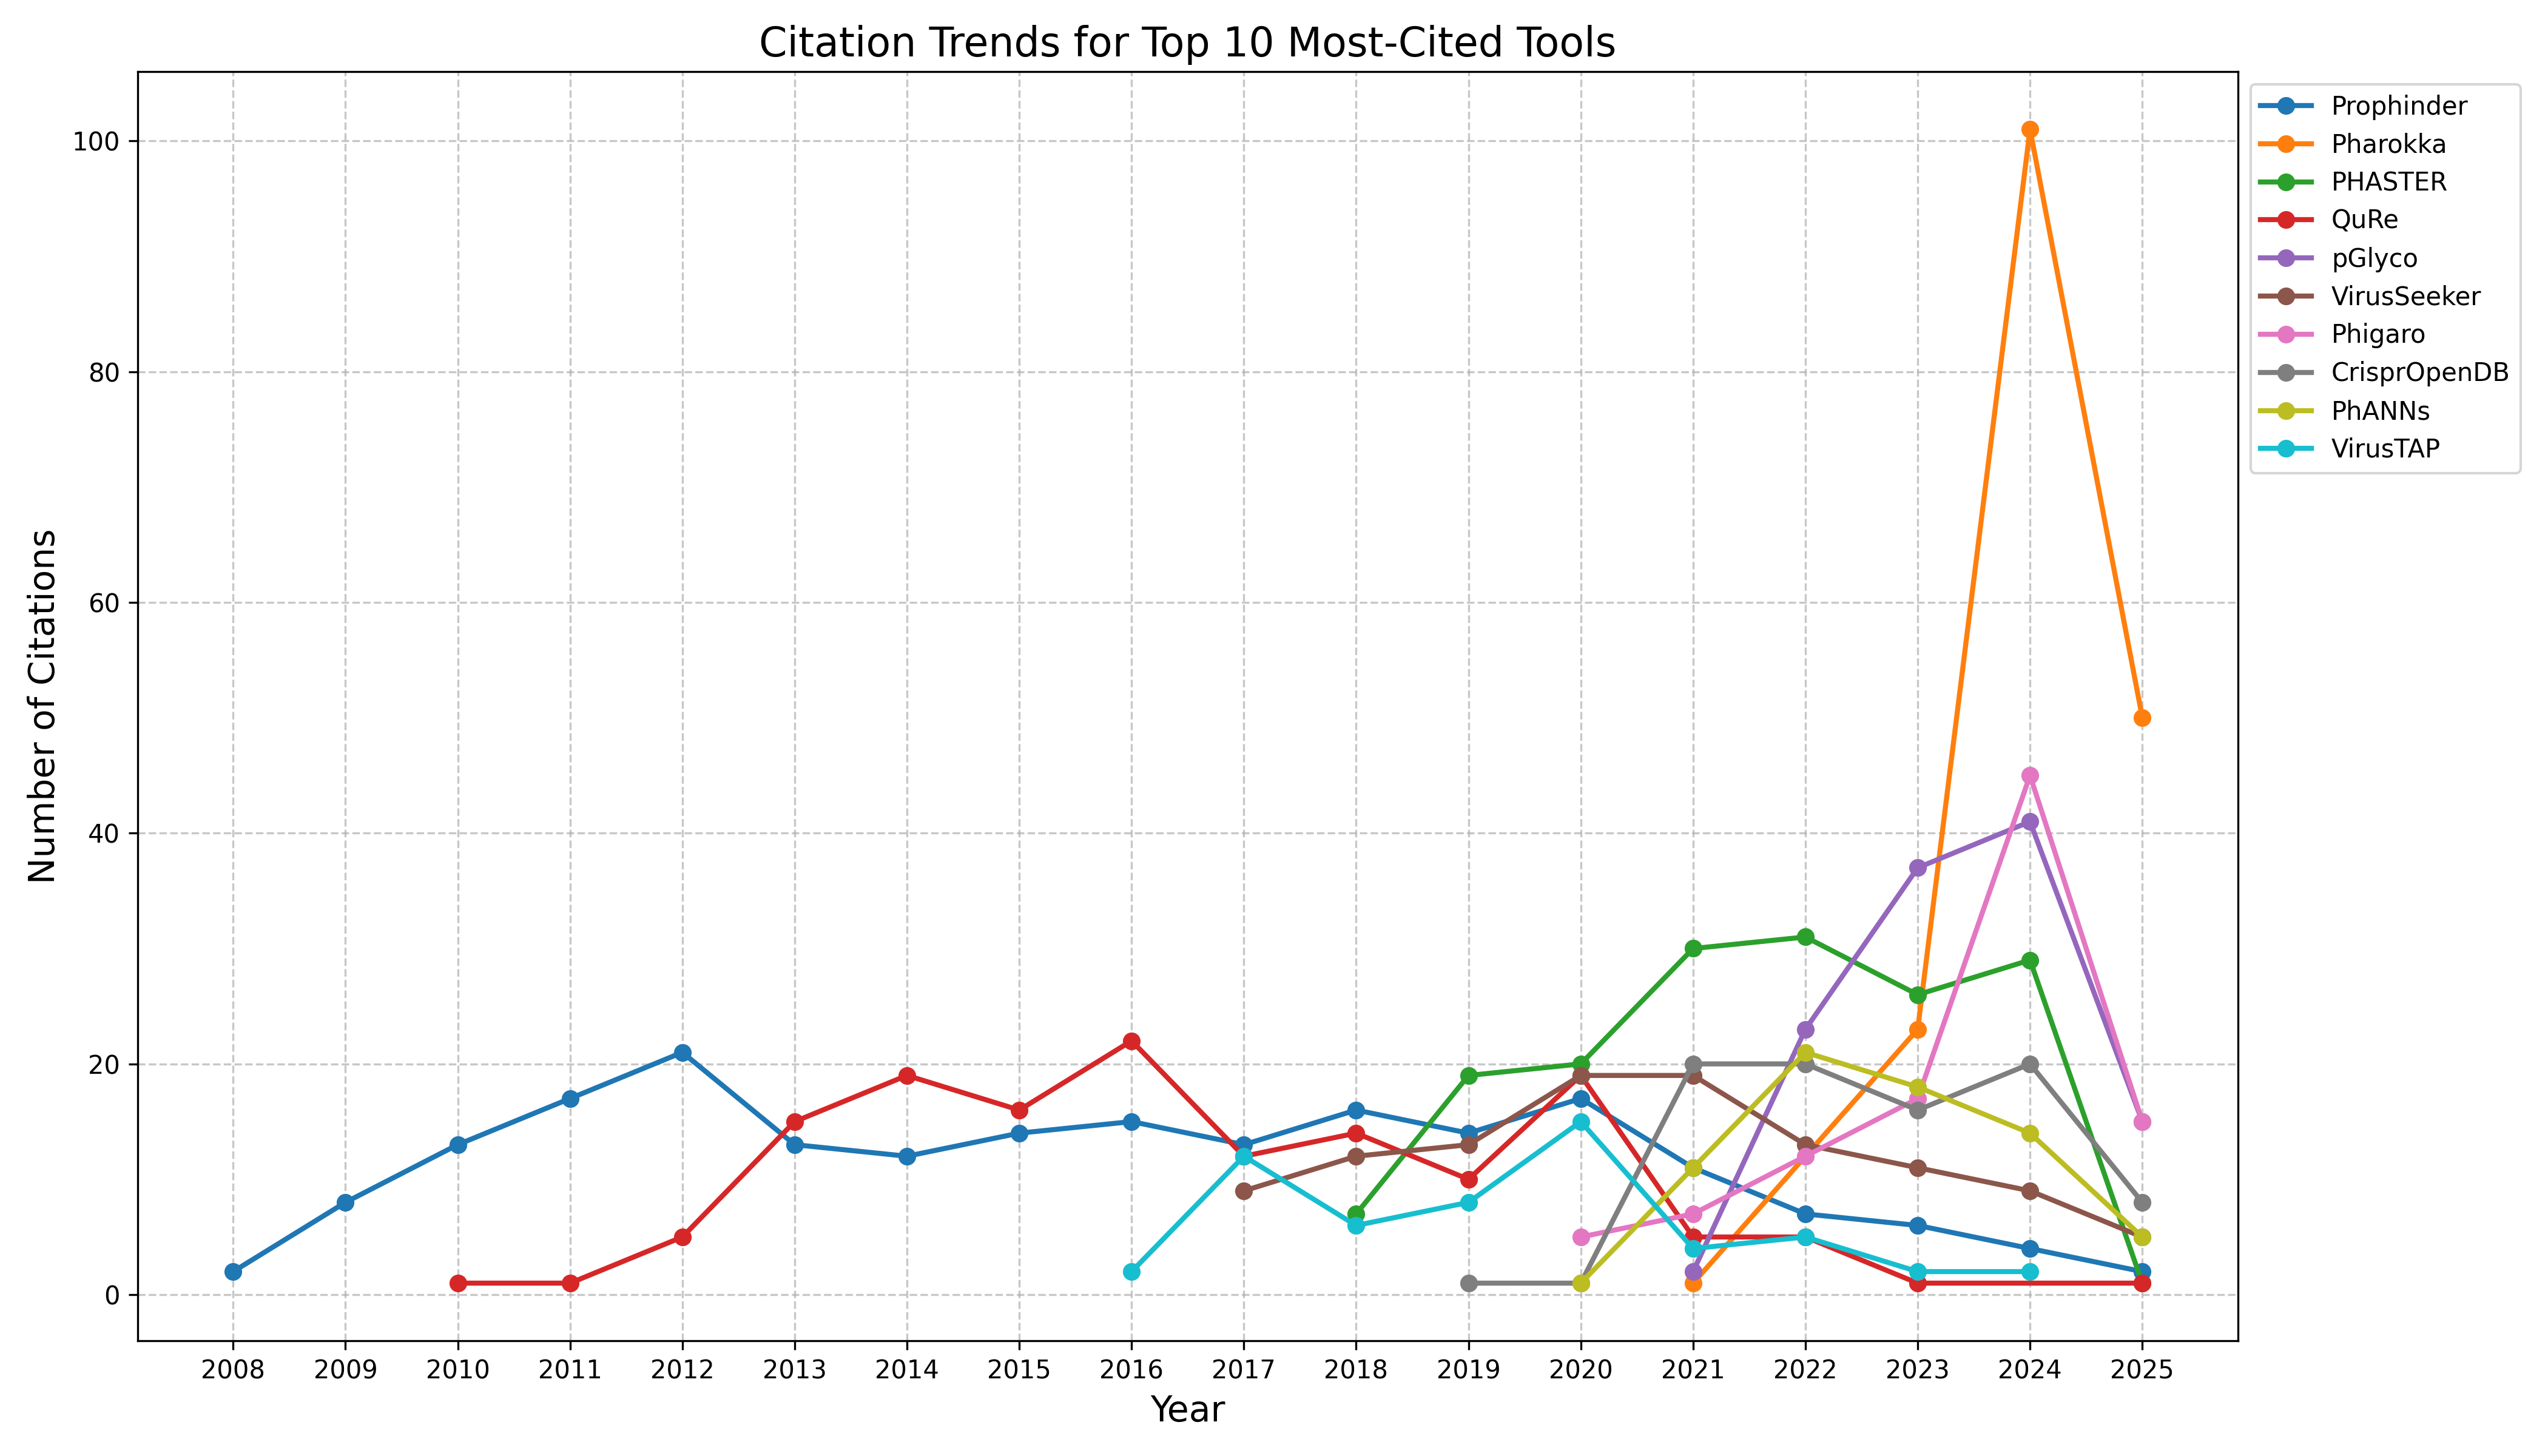 Citation Trends for Top 10 Most-Cited Tools
Number of Citations
100
80
60
40
20
0
2008 2009 2010 2011 2012 2013 2014 2015 2016 2017 2018 2019 2020 2021 2022 2023 2024 2025
Year
Prophinder
Pharokka
PHASTER
QuRe
pGlyco
VirusSeeker
Phigaro
CrisprOpenDB
PhANNs
VirusTAP